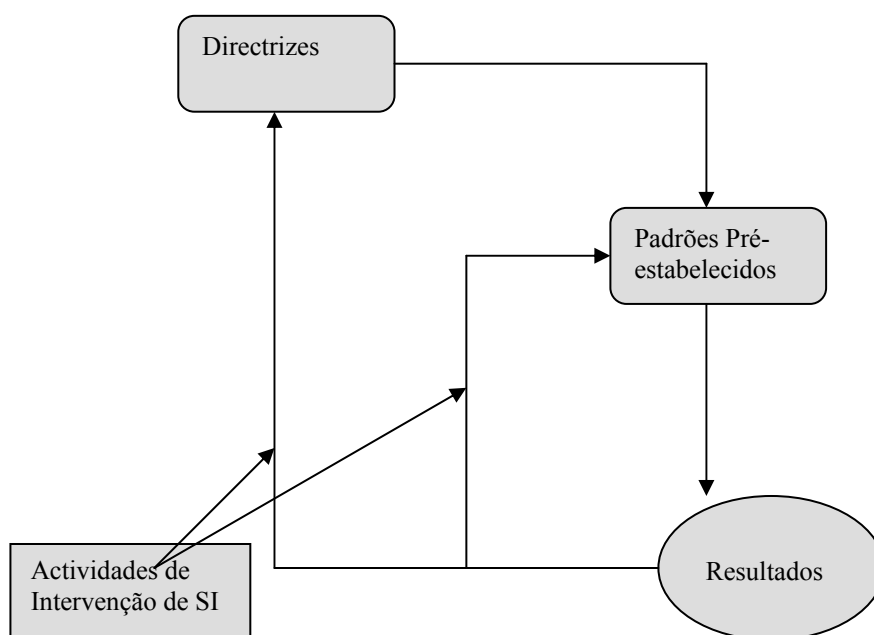 Directrizes
Padrões Pré-
estabelecidos
Actividades de
Intervenção de SI
Resultados